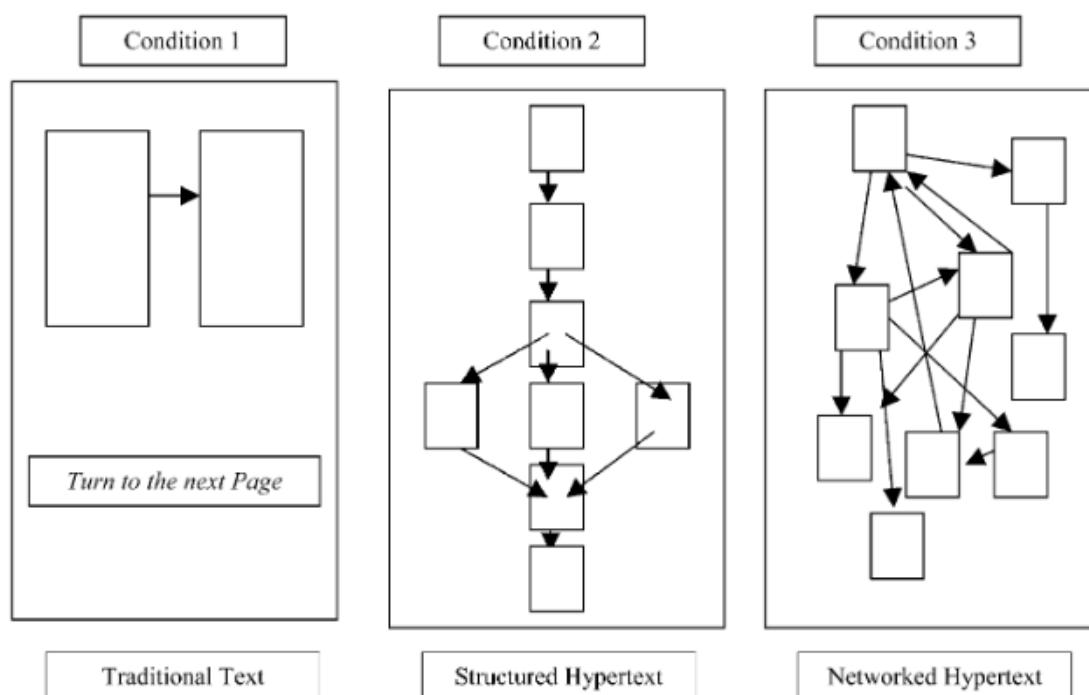 Condition 1
Condition 2
Condition 3
Turn to the next Page
Traditional Text
Structured Hypertext
Networked Hypertext